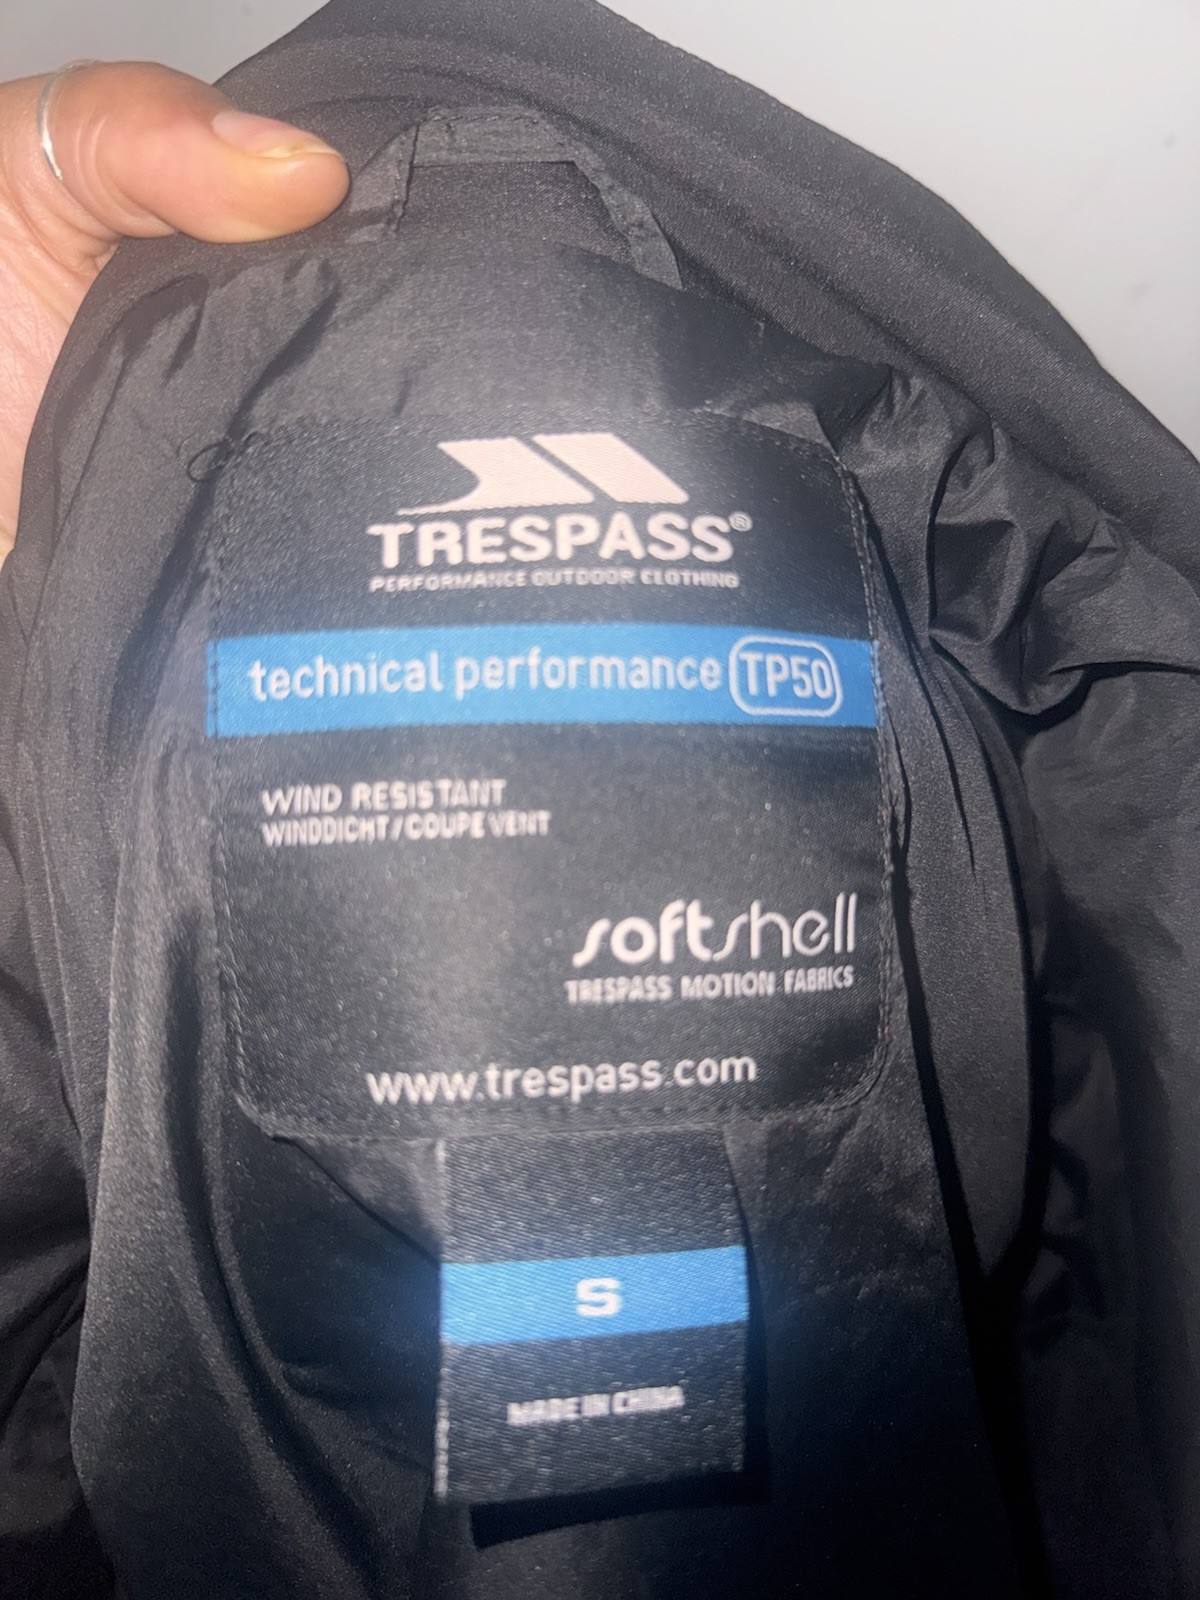 TRESPASS®
PERFORMANCE OUTDOOR CLOTHING
technical performance TP50
WIND RESISTANT
WINDDICHT/COUPE VENT
softshell
TRESPASS MOTION FABRICS
www.trespass.com
S
MADE IN CHINA